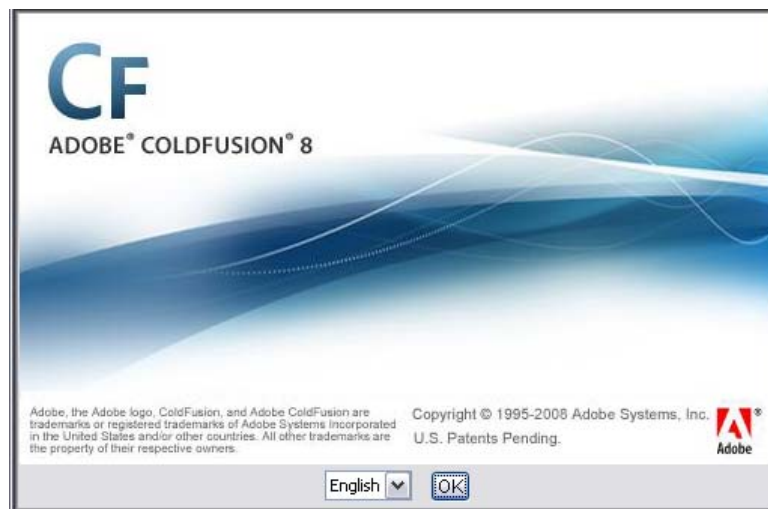 CF
ADOBE® COLDFUSION® 8
Adobe, the Adobe logo, ColdFusion, and Adobe ColdFusion are
trademarks or registered trademarks of Adobe Systems Incorporated
in the United States and/or other countries. All other trademarks are
the property of their respective owners.
Copyright © 1995-2008 Adobe Systems, Inc.
U.S. Patents Pending.
®
Adobe
English
OK